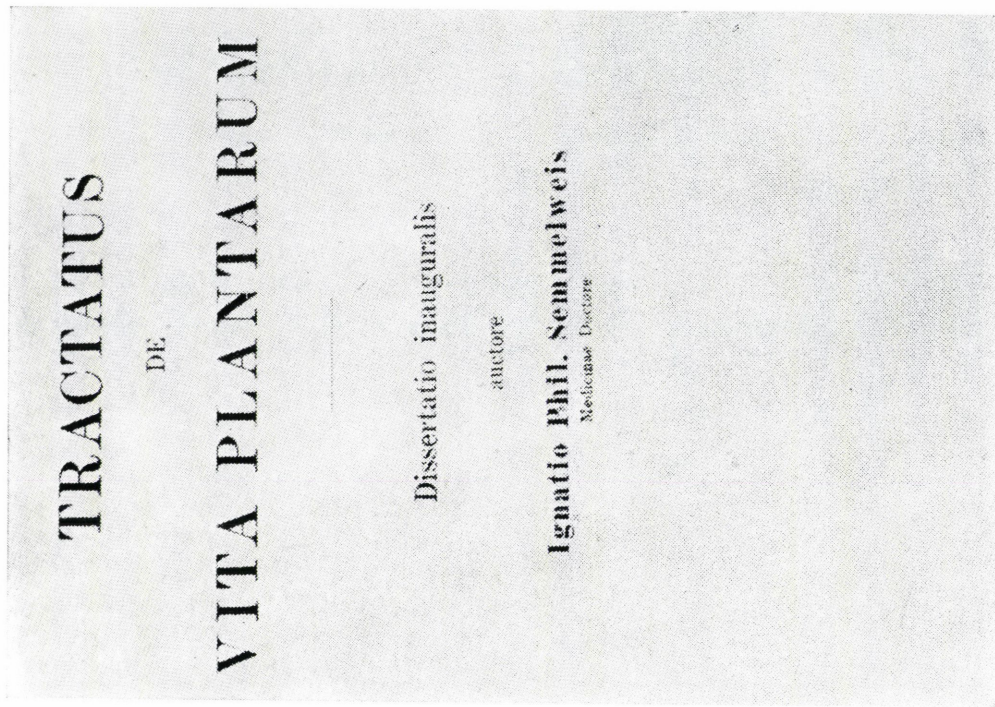 TRACTATUS
DE
VITA PLANTARUM
Dissertatio inauguralis
auctore
Ignatio Phil. Semmelweis
Medicinae Doctore